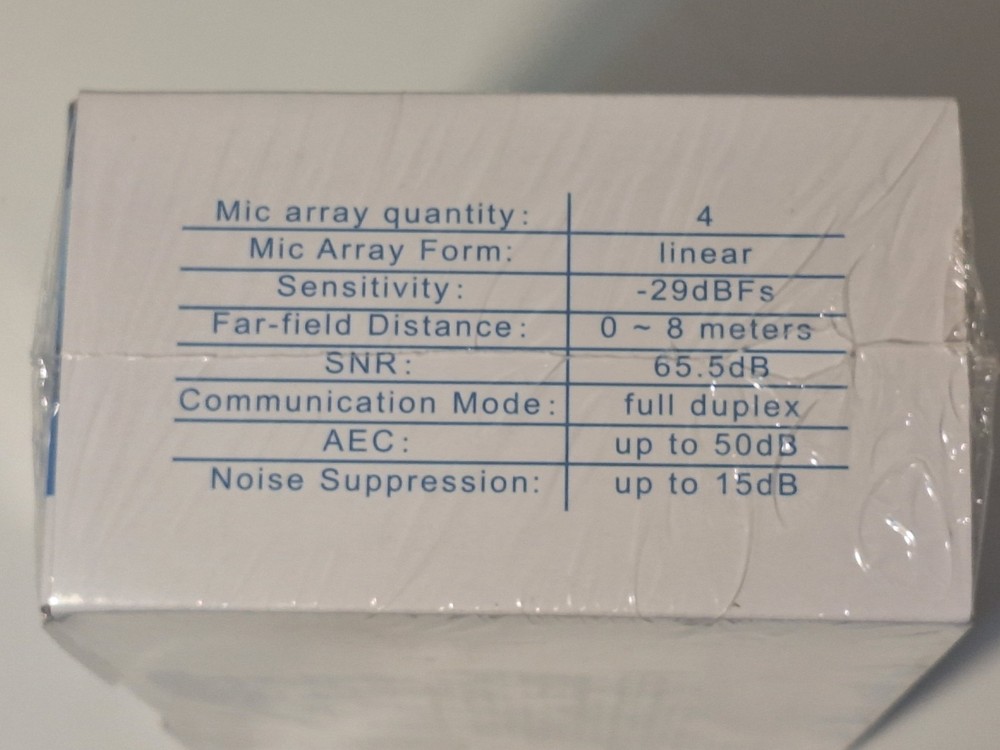 Mic array quantity: 4
Mic Array Form: linear
Sensitivity: -29dBFs
Far-field Distance: 0 ~ 8 meters
SNR: 65.5dB
Communication Mode: full duplex
AEC: up to 50dB
Noise Suppression: up to 15dB